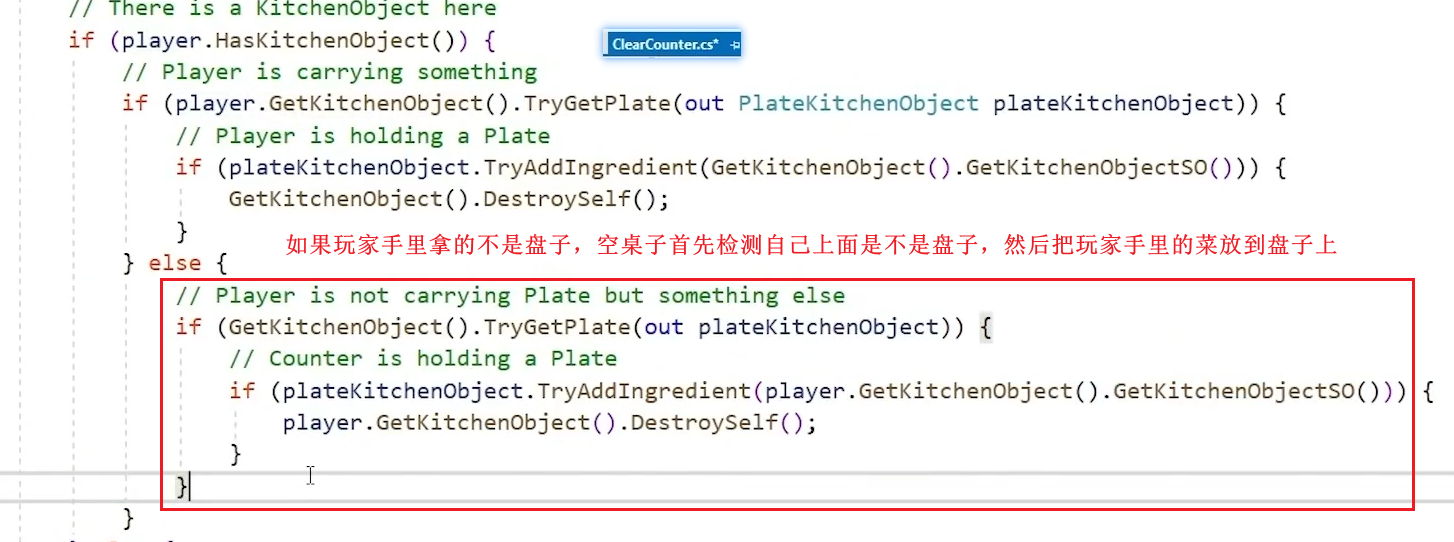 // There is a KitchenObject here
if (player.HasKitchenObject()) {
ClearCounter.cs*
// Player is carrying something
if (player.GetKitchenObject().TryGetPlate(out PlateKitchenObject plateKitchenObject)) {
// Player is holding a Plate
if (plateKitchenObject.TryAddIngredient(GetKitchenObject().GetKitchenObjectSO())) {
GetKitchenObject().DestroySelf();
}
如果玩家手里拿的不是盘子，空桌子首先检测自己上面是不是盘子，然后把玩家手里的菜放到盘子上
} else {
// Player is not carrying Plate but something else
if (GetKitchenObject().TryGetPlate(out plateKitchenObject)) {
// Counter is holding a Plate
if (plateKitchenObject.TryAddIngredient(player.GetKitchenObject().GetKitchenObjectSO())) {
player.GetKitchenObject().DestroySelf();
}
}
}